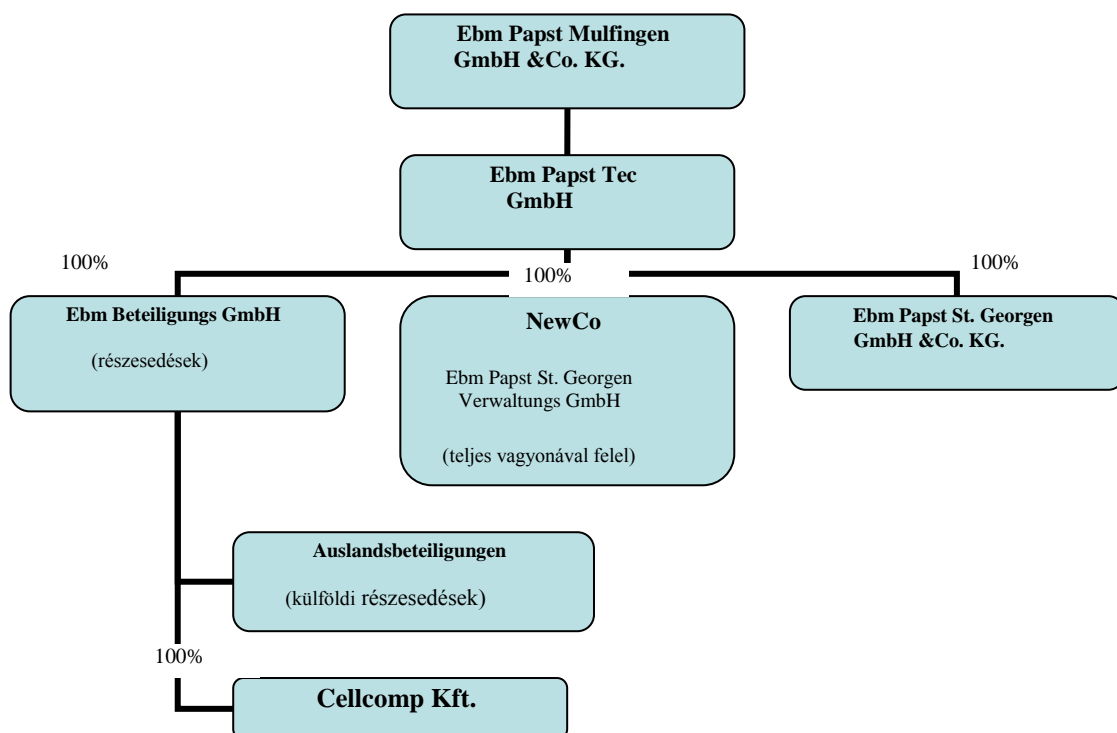 Ebm Papst Mulfingen
GmbH &Co. KG.
Ebm Papst Tec
GmbH
100%
100%
100%
Ebm Beteiligungs GmbH
(részesedések)
NewCo
Ebm Papst St. Georgen
Verwaltungs GmbH
(teljes vagyonával felel)
Ebm Papst St. Georgen
GmbH &Co. KG.
Auslandsbeteiligungen
(külföldi részesedések)
100%
Cellcomp Kft.